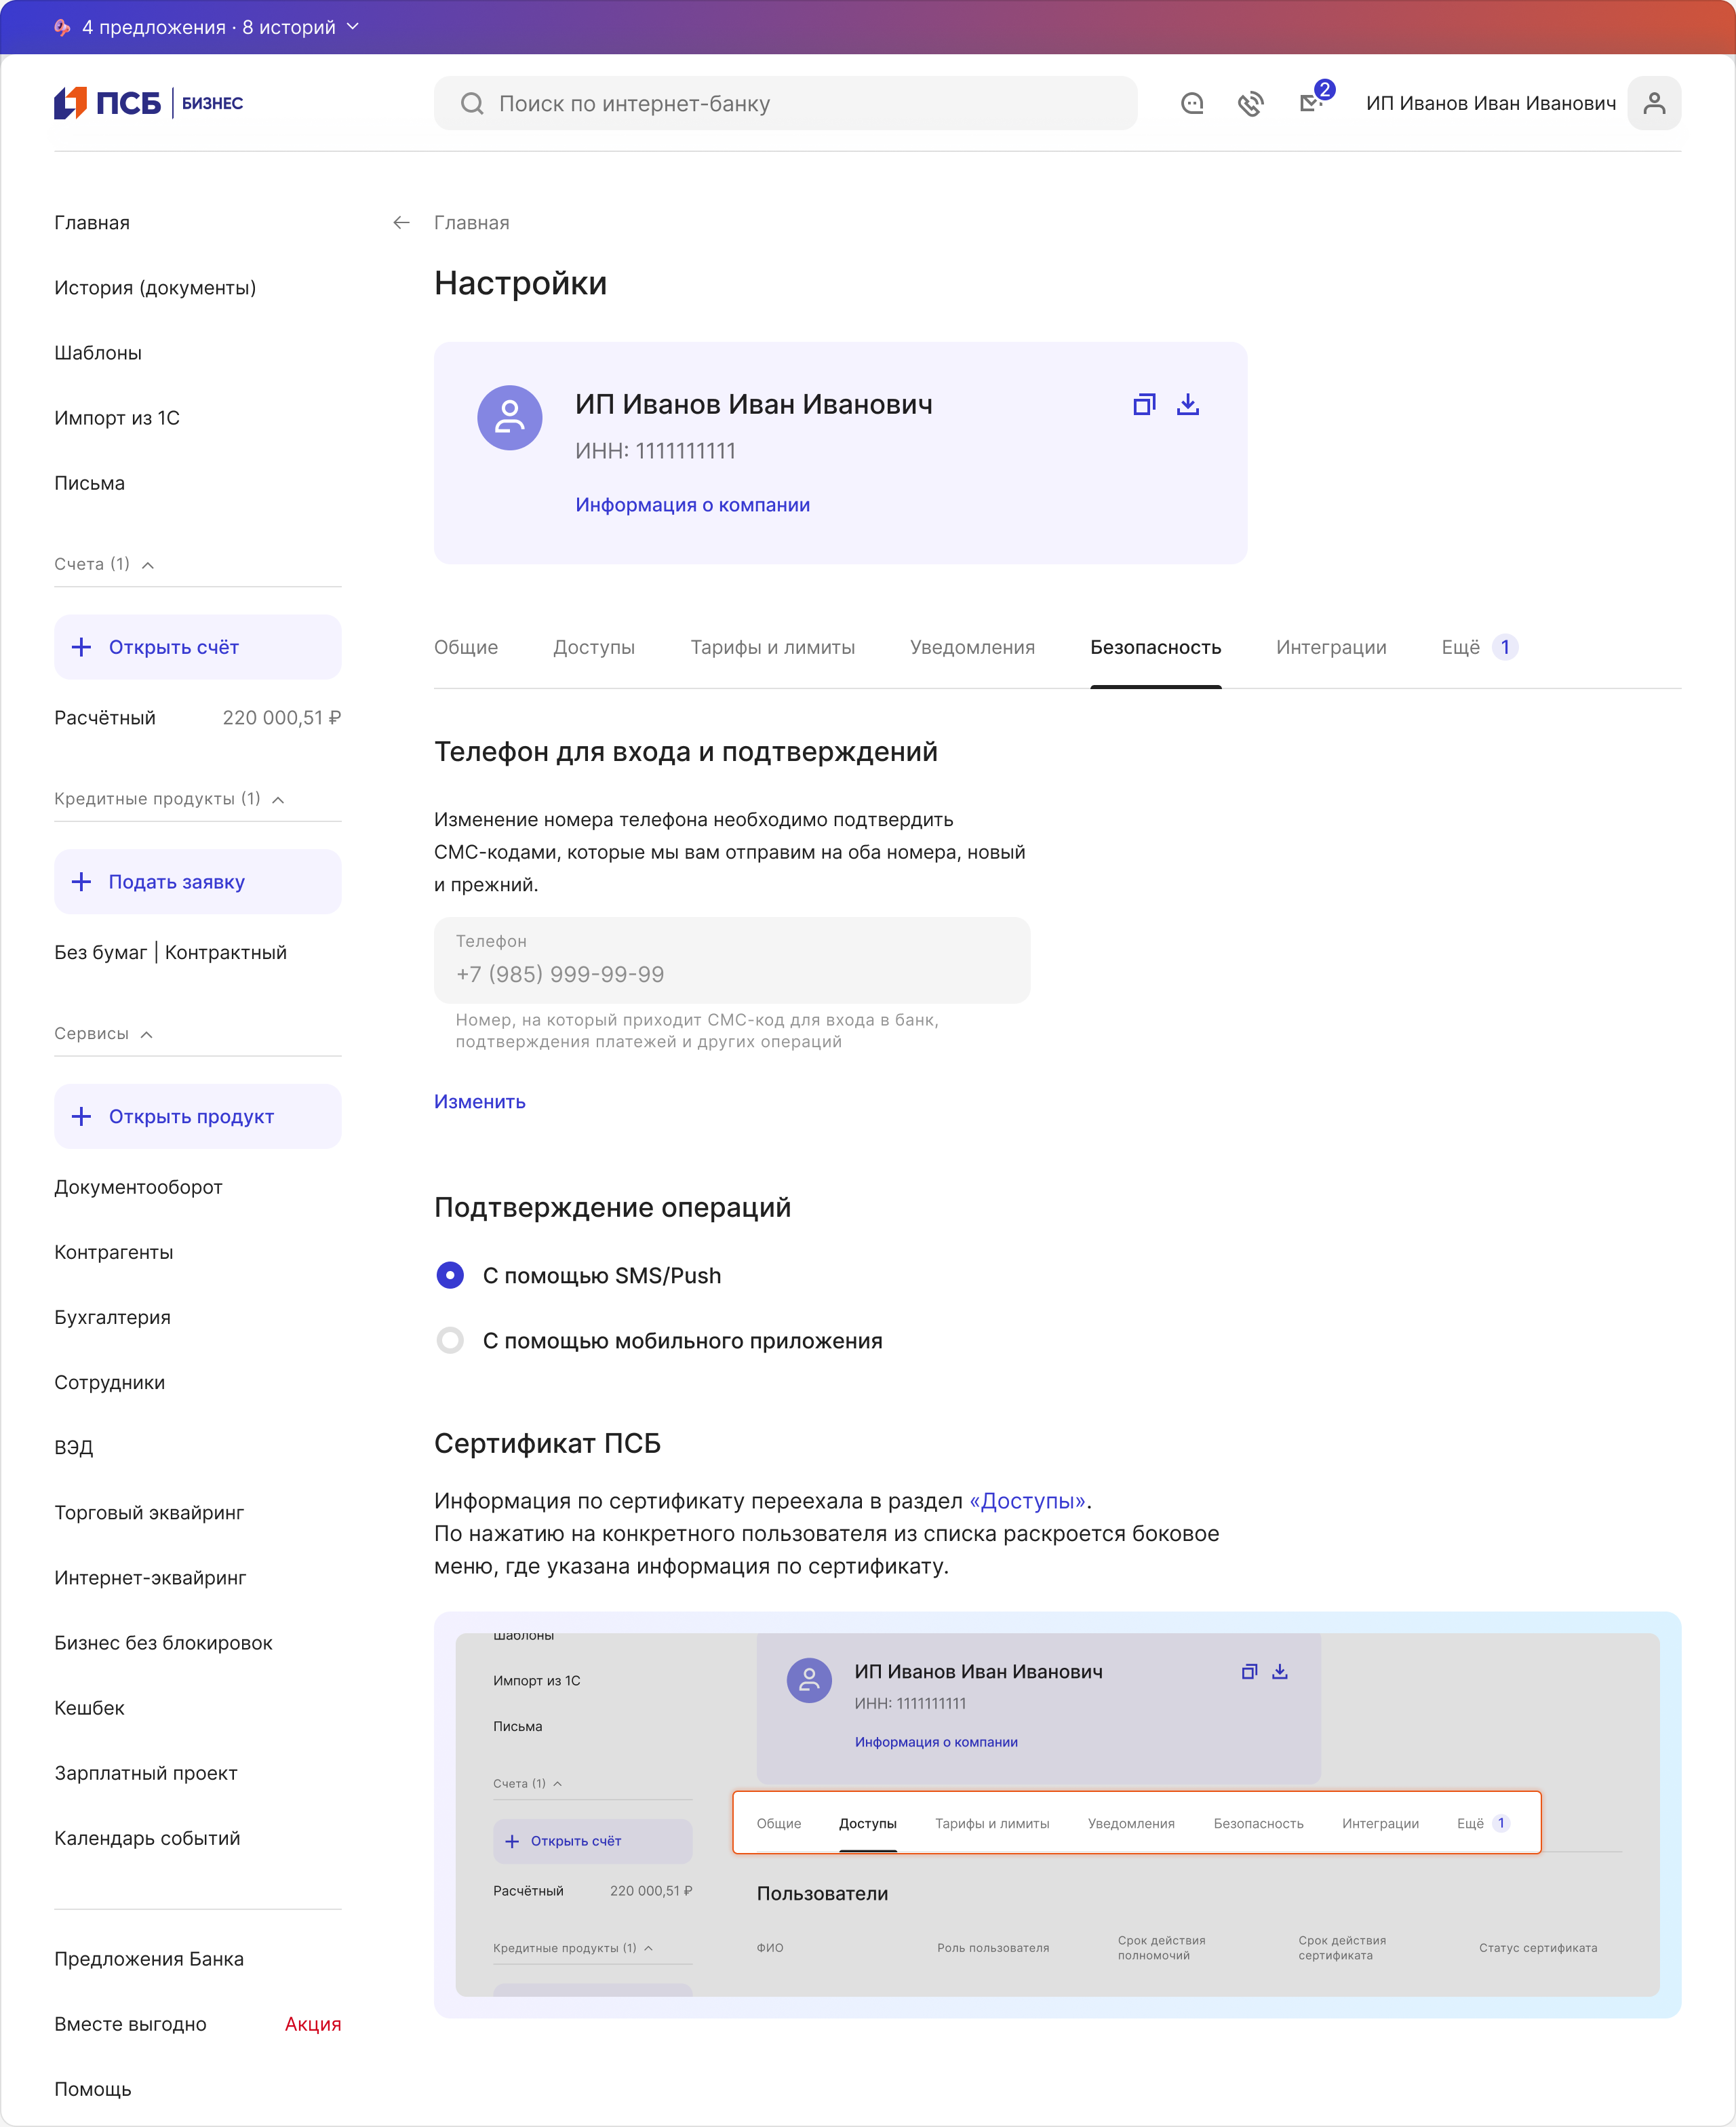 4 предложения · 8 историй
ПСБ БИЗНЕС
Поиск по интернет-банку
2
ИП Иванов Иван Иванович
Главная
История (документы)
Шаблоны
Импорт из 1С
Письма
Счета (1)
Открыть счёт
Расчётный 220 000,51 ₽
Кредитные продукты (1)
Подать заявку
Без бумаг | Контрактный
Сервисы
Открыть продукт
Документооборот
Контрагенты
Бухгалтерия
Сотрудники
ВЭД
Торговый эквайринг
Интернет-эквайринг
Бизнес без блокировок
Кешбек
Зарплатный проект
Календарь событий
Предложения Банка
Вместе выгодно Акция
Помощь
Главная
Настройки
ИП Иванов Иван Иванович
ИНН: 1111111111
Информация о компании
Общие Доступы Тарифы и лимиты Уведомления Безопасность Интеграции Ещё 1
Телефон для входа и подтверждений
Изменение номера телефона необходимо подтвердить
СМС-кодами, которые мы вам отправим на оба номера, новый
и прежний.
Телефон
+7 (985) 999-99-99
Номер, на который приходит СМС-код для входа в банк,
подтверждения платежей и других операций
Изменить
Подтверждение операций
С помощью SMS/Push
С помощью мобильного приложения
Сертификат ПСБ
Информация по сертификату переехала в раздел «Доступы».
По нажатию на конкретного пользователя из списка раскроется боковое
меню, где указана информация по сертификату.
Шаблоны
Импорт из 1С
Письма
Счета (1)
Открыть счёт
Расчётный 220 000,51 ₽
Кредитные продукты (1)
ИП Иванов Иван Иванович
ИНН: 1111111111
Информация о компании
Общие Доступы Тарифы и лимиты Уведомления Безопасность Интеграции Ещё 1
Пользователи
ФИО
Роль пользователя
Срок действия
полномочий
Срок действия
сертификата
Статус сертификата